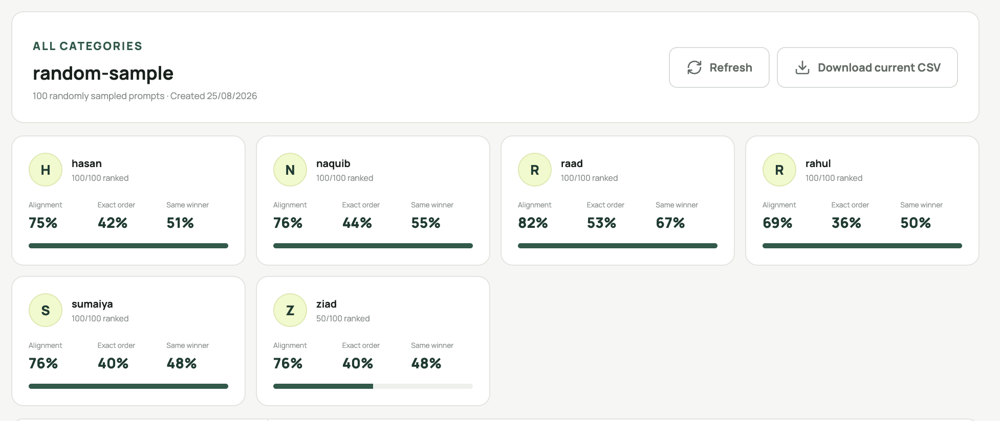 ALL CATEGORIES
random-sample
100 randomly sampled prompts · Created 25/08/2026
Refresh
Download current CSV
H
hasan
100/100 ranked
Alignment Exact order Same winner
75% 42% 51%
N
naquib
100/100 ranked
Alignment Exact order Same winner
76% 44% 55%
R
raad
100/100 ranked
Alignment Exact order Same winner
82% 53% 67%
R
rahul
100/100 ranked
Alignment Exact order Same winner
69% 36% 50%
S
sumaiya
100/100 ranked
Alignment Exact order Same winner
76% 40% 48%
Z
ziad
50/100 ranked
Alignment Exact order Same winner
76% 40% 48%